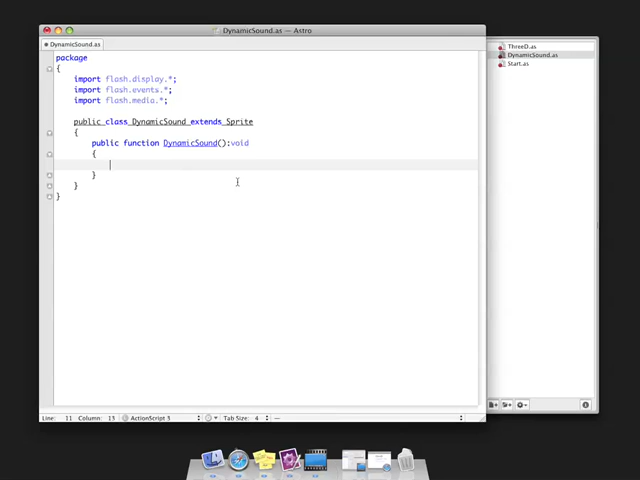 DynamicSound.as — Astro
DynamicSound.as
package
{
import flash.display.*;
import flash.events.*;
import flash.media.*;
public class DynamicSound extends Sprite
{
public function DynamicSound():void
{
}
}
}
ThreeD.as
DynamicSound.as
Start.as
Line: 11 Column: 13 ActionScript 3 Tab Size: 4 —